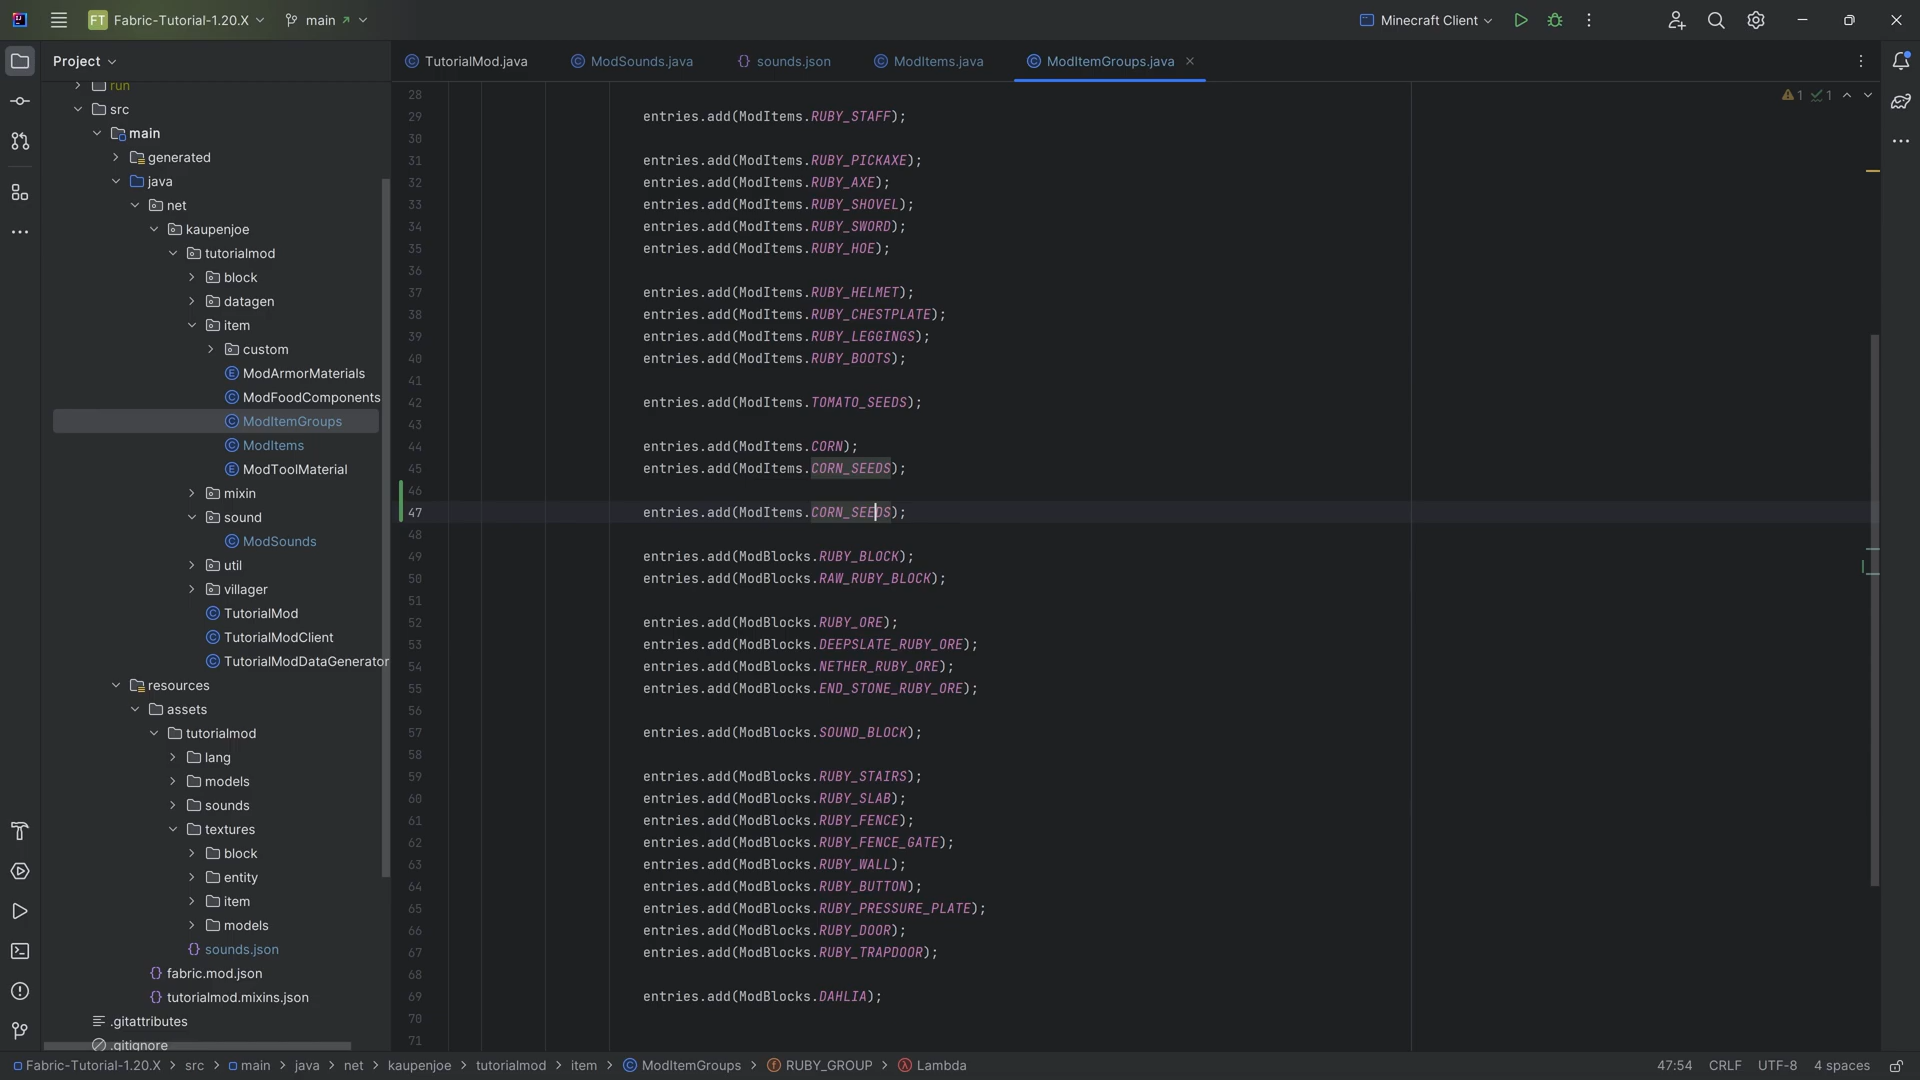 FT Fabric-Tutorial-1.20.X main Minecraft Client
Project
TutorialMod.java ModSounds.java {} sounds.json ModItems.java ModItemGroups.java
run
src
main
generated
java
net
kaupenjoe
tutorialmod
block
datagen
item
custom
ModArmorMaterials
ModFoodComponents
ModItemGroups
ModItems
ModToolMaterial
mixin
sound
ModSounds
util
villager
TutorialMod
TutorialModClient
TutorialModDataGenerator
resources
assets
tutorialmod
lang
models
sounds
textures
block
entity
item
models
{} sounds.json
{} fabric.mod.json
{} tutorialmod.mixins.json
.gitattributes
.gitignore
1 1
28
29 entries.add(ModItems.RUBY_STAFF);
30
31 entries.add(ModItems.RUBY_PICKAXE);
32 entries.add(ModItems.RUBY_AXE);
33 entries.add(ModItems.RUBY_SHOVEL);
34 entries.add(ModItems.RUBY_SWORD);
35 entries.add(ModItems.RUBY_HOE);
36
37 entries.add(ModItems.RUBY_HELMET);
38 entries.add(ModItems.RUBY_CHESTPLATE);
39 entries.add(ModItems.RUBY_LEGGINGS);
40 entries.add(ModItems.RUBY_BOOTS);
41
42 entries.add(ModItems.TOMATO_SEEDS);
43
44 entries.add(ModItems.CORN);
45 entries.add(ModItems.CORN_SEEDS);
46
47 entries.add(ModItems.CORN_SEEDS);
48
49 entries.add(ModBlocks.RUBY_BLOCK);
50 entries.add(ModBlocks.RAW_RUBY_BLOCK);
51
52 entries.add(ModBlocks.RUBY_ORE);
53 entries.add(ModBlocks.DEEPSLATE_RUBY_ORE);
54 entries.add(ModBlocks.NETHER_RUBY_ORE);
55 entries.add(ModBlocks.END_STONE_RUBY_ORE);
56
57 entries.add(ModBlocks.SOUND_BLOCK);
58
59 entries.add(ModBlocks.RUBY_STAIRS);
60 entries.add(ModBlocks.RUBY_SLAB);
61 entries.add(ModBlocks.RUBY_FENCE);
62 entries.add(ModBlocks.RUBY_FENCE_GATE);
63 entries.add(ModBlocks.RUBY_WALL);
64 entries.add(ModBlocks.RUBY_BUTTON);
65 entries.add(ModBlocks.RUBY_PRESSURE_PLATE);
66 entries.add(ModBlocks.RUBY_DOOR);
67 entries.add(ModBlocks.RUBY_TRAPDOOR);
68
69 entries.add(ModBlocks.DAHLIA);
70
71
Fabric-Tutorial-1.20.X > src > main > java > net > kaupenjoe > tutorialmod > item > ModItemGroups > RUBY_GROUP > Lambda 47:54 CRLF UTF-8 4 spaces